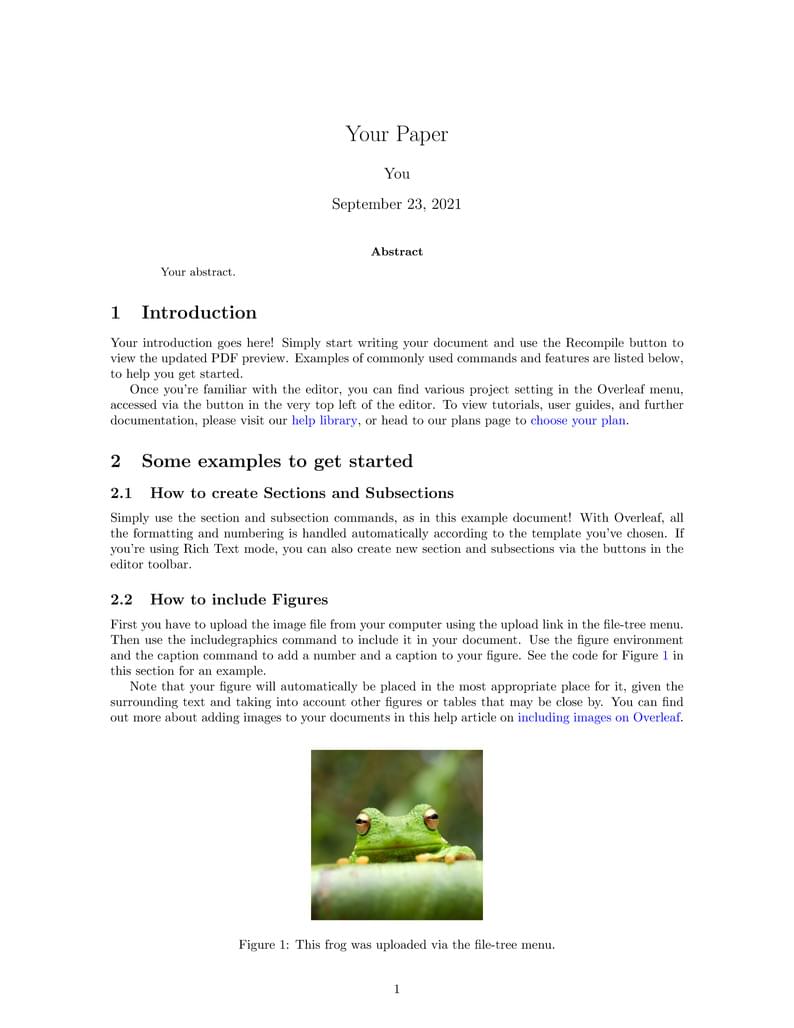 Your Paper
You
September 23, 2021
Abstract
Your abstract.
1 Introduction
Your introduction goes here! Simply start writing your document and use the Recompile button to
view the updated PDF preview. Examples of commonly used commands and features are listed below,
to help you get started.
Once you're familiar with the editor, you can find various project setting in the Overleaf menu,
accessed via the button in the very top left of the editor. To view tutorials, user guides, and further
documentation, please visit our help library, or head to our plans page to choose your plan.
2 Some examples to get started
2.1 How to create Sections and Subsections
Simply use the section and subsection commands, as in this example document! With Overleaf, all
the formatting and numbering is handled automatically according to the template you've chosen. If
you're using Rich Text mode, you can also create new section and subsections via the buttons in the
editor toolbar.
2.2 How to include Figures
First you have to upload the image file from your computer using the upload link in the file-tree menu.
Then use the includegraphics command to include it in your document. Use the figure environment
and the caption command to add a number and a caption to your figure. See the code for Figure 1 in
this section for an example.
Note that your figure will automatically be placed in the most appropriate place for it, given the
surrounding text and taking into account other figures or tables that may be close by. You can find
out more about adding images to your documents in this help article on including images on Overleaf.
Figure 1: This frog was uploaded via the file-tree menu.
1